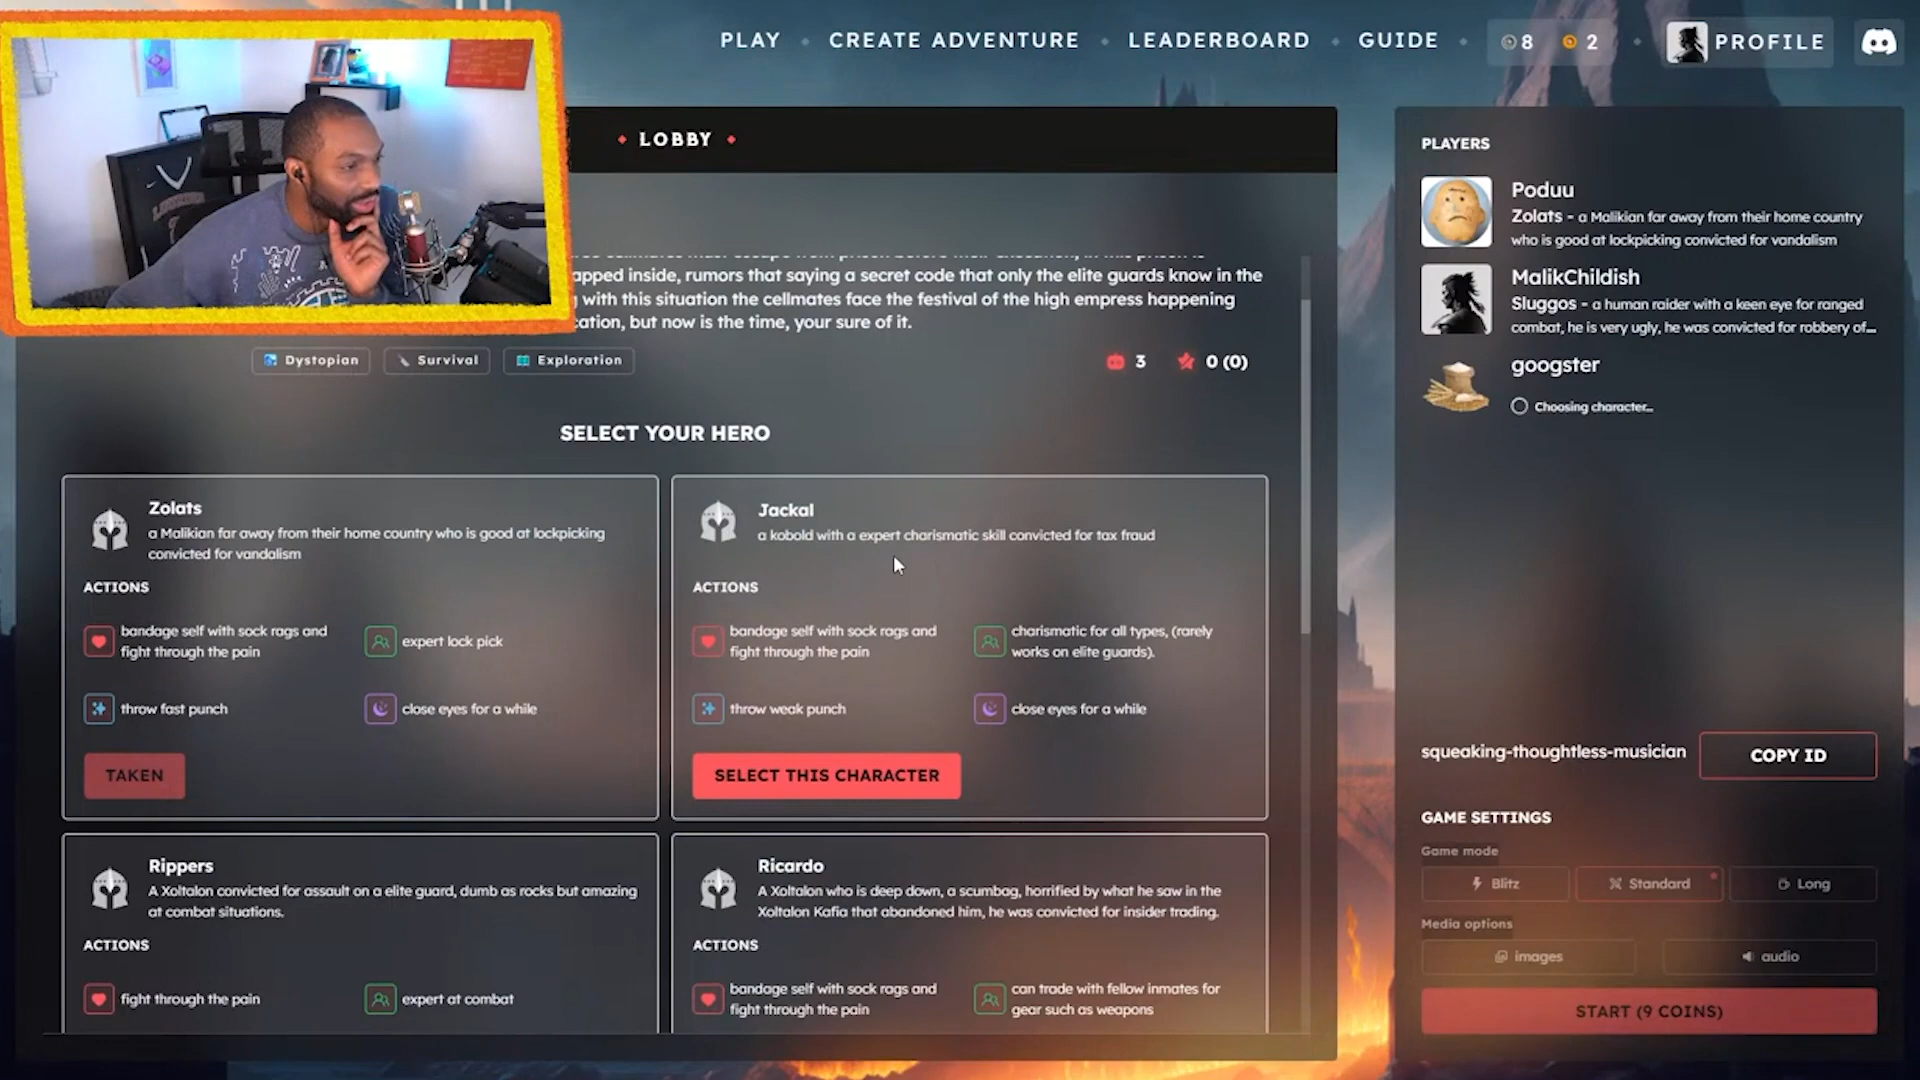 PLAY
CREATE ADVENTURE
LEADERBOARD
GUIDE
8
2
PROFILE
LOBBY
apped inside, rumors that saying a secret code that only the elite guards know in the
with this situation the cellmates face the festival of the high empress happening
cation, but now is the time, your sure of it.
Dystopian
Survival
Exploration
3
0 (0)
SELECT YOUR HERO
Zolats
a Malikian far away from their home country who is good at lockpicking
convicted for vandalism
ACTIONS
bandage self with sock rags and
fight through the pain
expert lock pick
throw fast punch
close eyes for a while
TAKEN
Jackal
a kobold with a expert charismatic skill convicted for tax fraud
ACTIONS
bandage self with sock rags and
fight through the pain
charismatic for all types, (rarely
works on elite guards).
throw weak punch
close eyes for a while
SELECT THIS CHARACTER
Rippers
A Xoltalon convicted for assault on a elite guard, dumb as rocks but amazing
at combat situations.
ACTIONS
fight through the pain
expert at combat
Ricardo
A Xoltalon who is deep down, a scumbag, horrified by what he saw in the
Xoltalon Kafia that abandoned him, he was convicted for insider trading.
ACTIONS
bandage self with sock rags and
fight through the pain
can trade with fellow inmates for
gear such as weapons
PLAYERS
Poduu
Zolats - a Malikian far away from their home country
who is good at lockpicking convicted for vandalism
MalikChildish
Sluggos - a human raider with a keen eye for ranged
combat, he is very ugly, he was convicted for robbery of...
googster
Choosing character...
squeaking-thoughtless-musician
COPY ID
GAME SETTINGS
Game mode
Blitz
Standard
Long
Media options
images
audio
START (9 COINS)